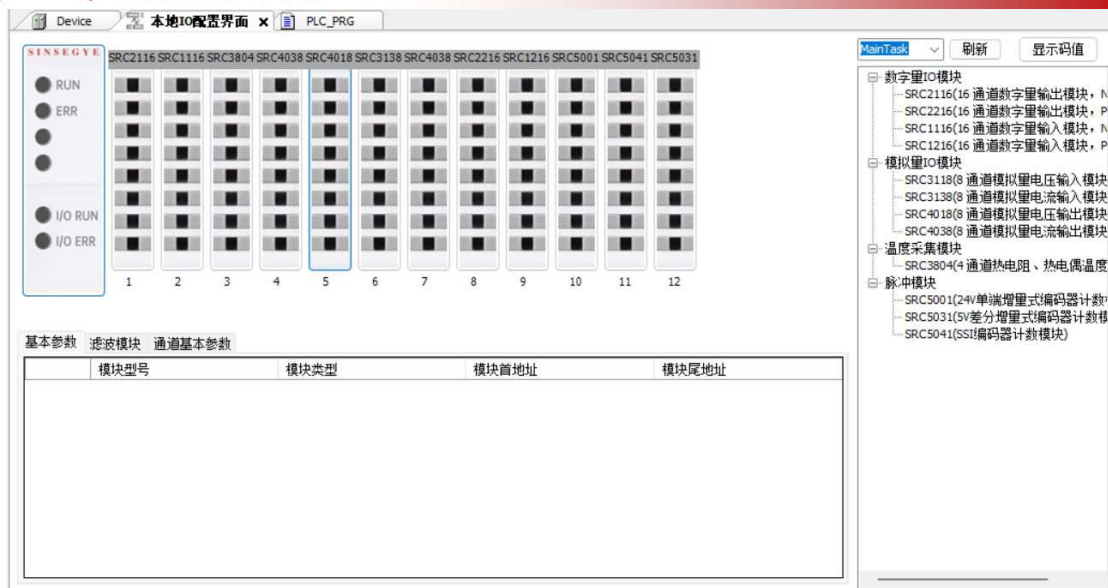 Device 本地IO配置界面 PLC_PRG
SINSEGYE
SRC2116 SRC1116 SRC3804 SRC4038 SRC4018 SRC3138 SRC4038 SRC2216 SRC1216 SRC5001 SRC5041 SRC5031
RUN
ERR
I/O RUN
I/O ERR
1 2 3 4 5 6 7 8 9 10 11 12
基本参数 滤波模块 通道基本参数
模块型号 模块类型 模块首地址 模块尾地址
MainTask 刷新 显示码值
数字量IO模块
SRC2116(16 通道数字量输出模块，N
SRC2216(16 通道数字量输出模块，P
SRC1116(16 通道数字量输入模块，N
SRC1216(16 通道数字量输入模块，P
模拟量IO模块
SRC3118(8 通道模拟量电压输入模块
SRC3138(8 通道模拟量电流输入模块
SRC4018(8 通道模拟量电压输出模块
SRC4038(8 通道模拟量电流输出模块
温度采集模块
SRC3804(4 通道热电阻、热电偶温度
脉冲模块
SRC5001(24V单端增量式编码器计数
SRC5031(5V差分增量式编码器计数模
SRC5041(SSI编码器计数模块)